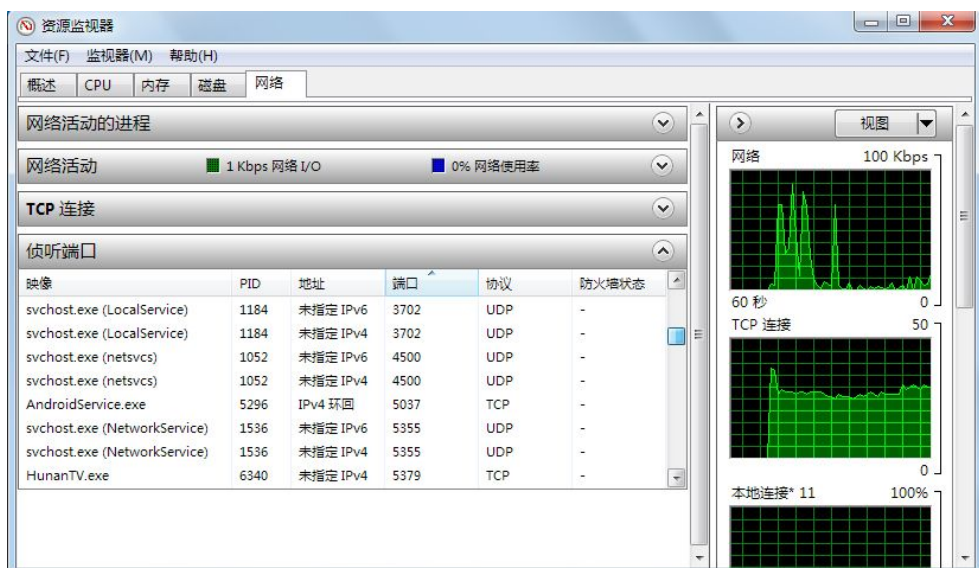 资源监视器
文件(F) 监视器(M) 帮助(H)
概述 CPU 内存 磁盘 网络
网络活动的进程
网络活动 1 Kbps 网络 I/O 0% 网络使用率
TCP 连接
侦听端口
映像 PID 地址 端口 协议 防火墙状态
svchost.exe (LocalService) 1184 未指定 IPv6 3702 UDP -
svchost.exe (LocalService) 1184 未指定 IPv4 3702 UDP -
svchost.exe (netsvcs) 1052 未指定 IPv6 4500 UDP -
svchost.exe (netsvcs) 1052 未指定 IPv4 4500 UDP -
AndroidService.exe 5296 IPv4 环回 5037 TCP -
svchost.exe (NetworkService) 1536 未指定 IPv6 5355 UDP -
svchost.exe (NetworkService) 1536 未指定 IPv4 5355 UDP -
HunanTV.exe 6340 未指定 IPv4 5379 TCP -
视图
网络 100 Kbps
60 秒 0
TCP 连接 50
0
本地连接* 11 100%